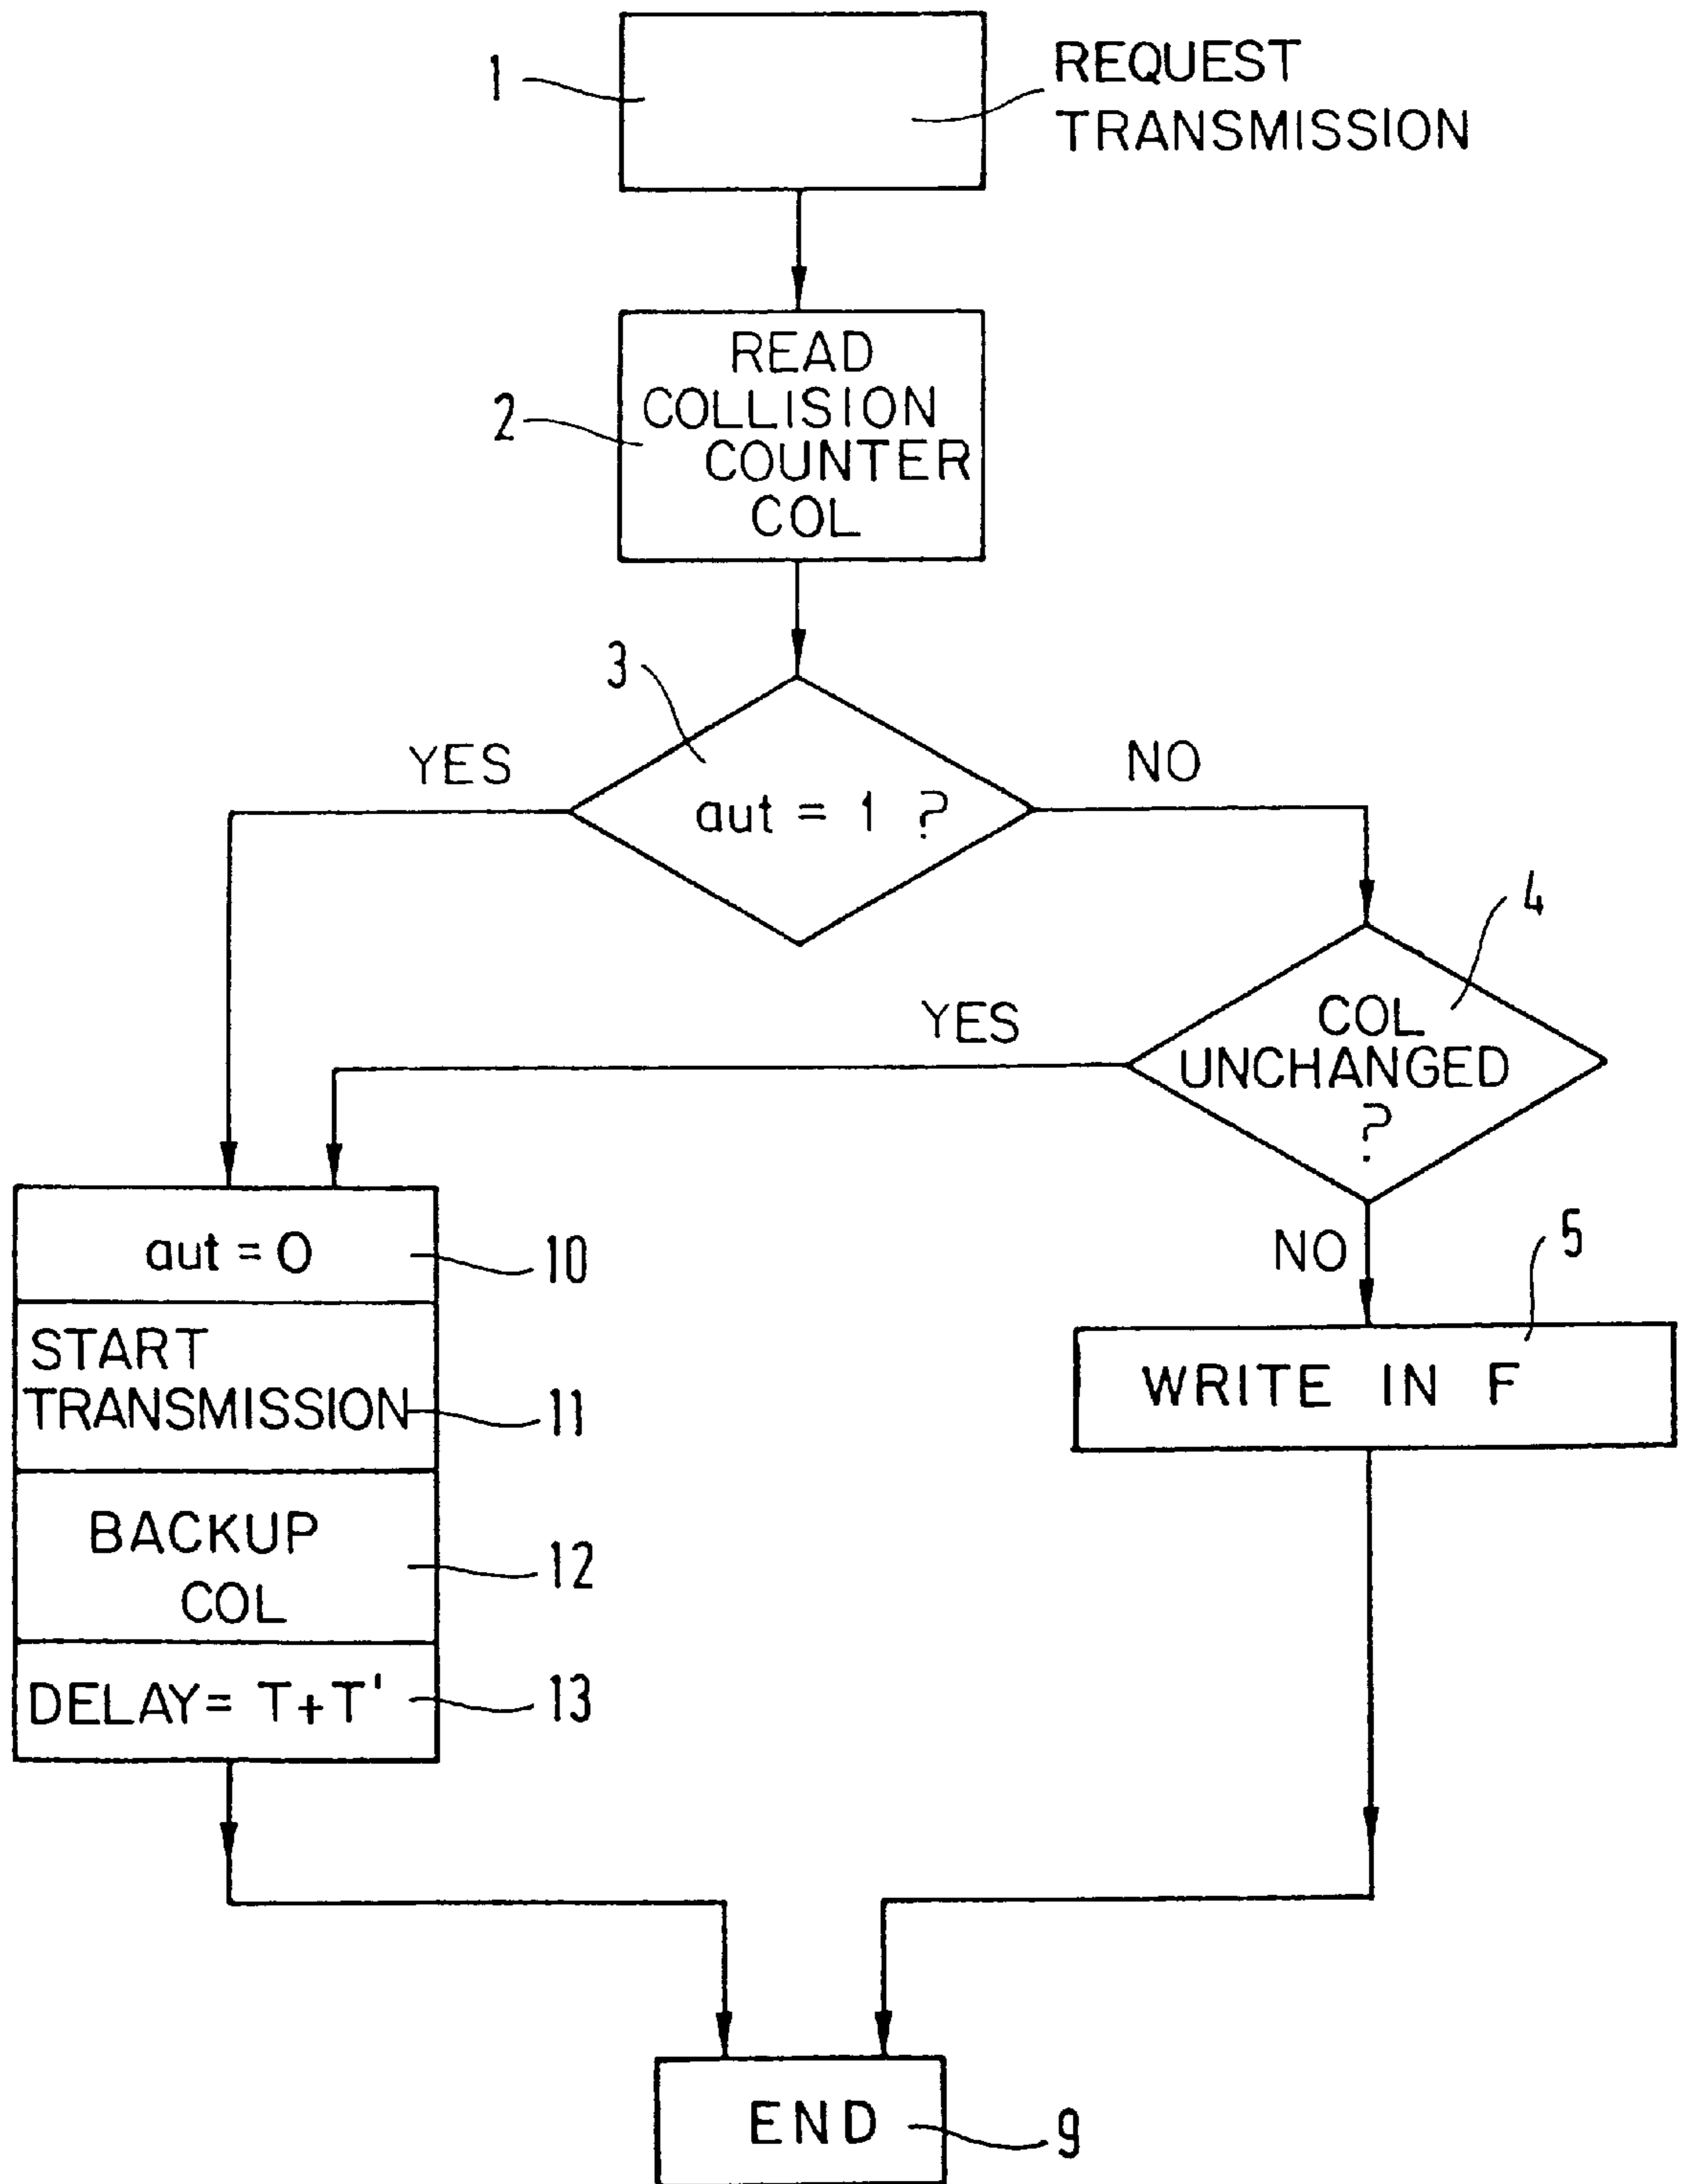 1
REQUEST
TRANSMISSION
READ
COLLISION
COUNTER
COL
2
3
YES
aut = 1 ?
NO
4
YES
COL
UNCHANGED
?
aut = 0
10
NO
5
START
TRANSMISSION
11
WRITE IN F
BACKUP
COL
12
DELAY= T+T'
13
END
9